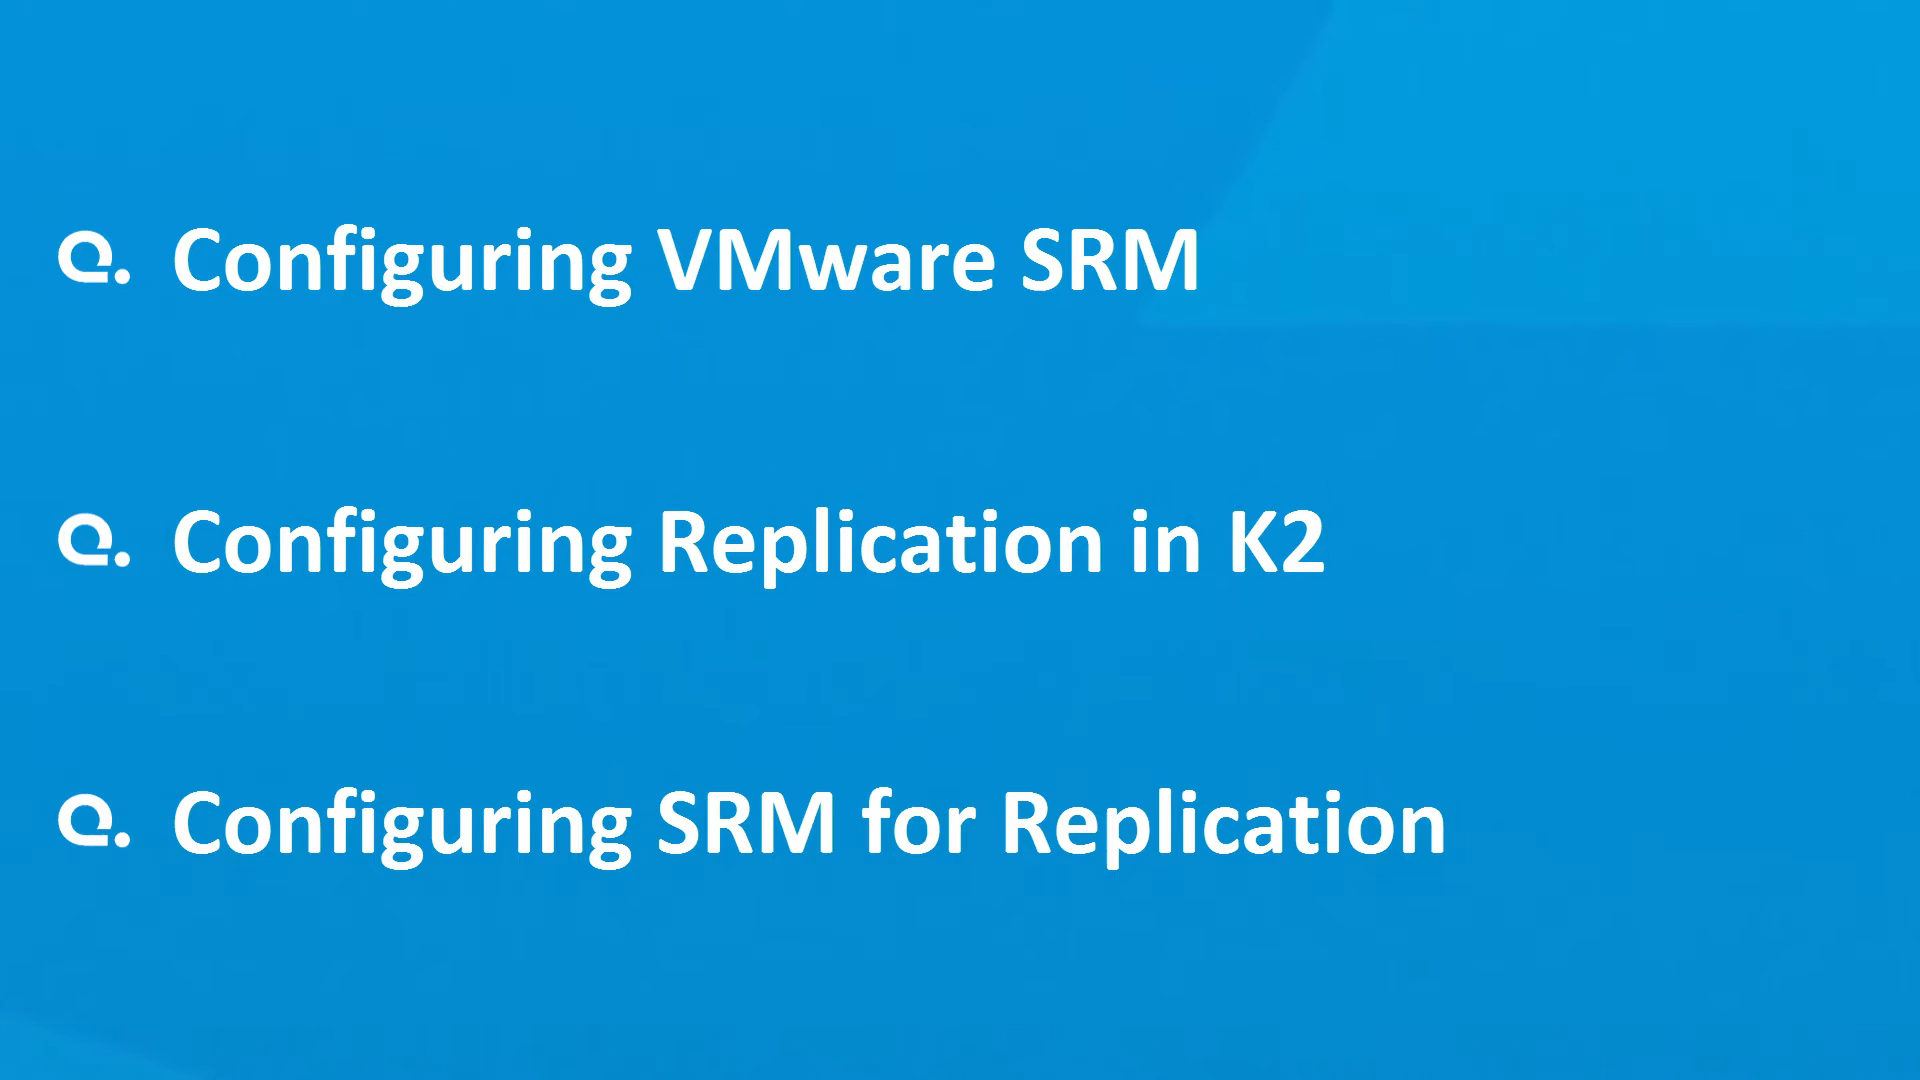 Configuring VMware SRM
Configuring Replication in K2
Configuring SRM for Replication